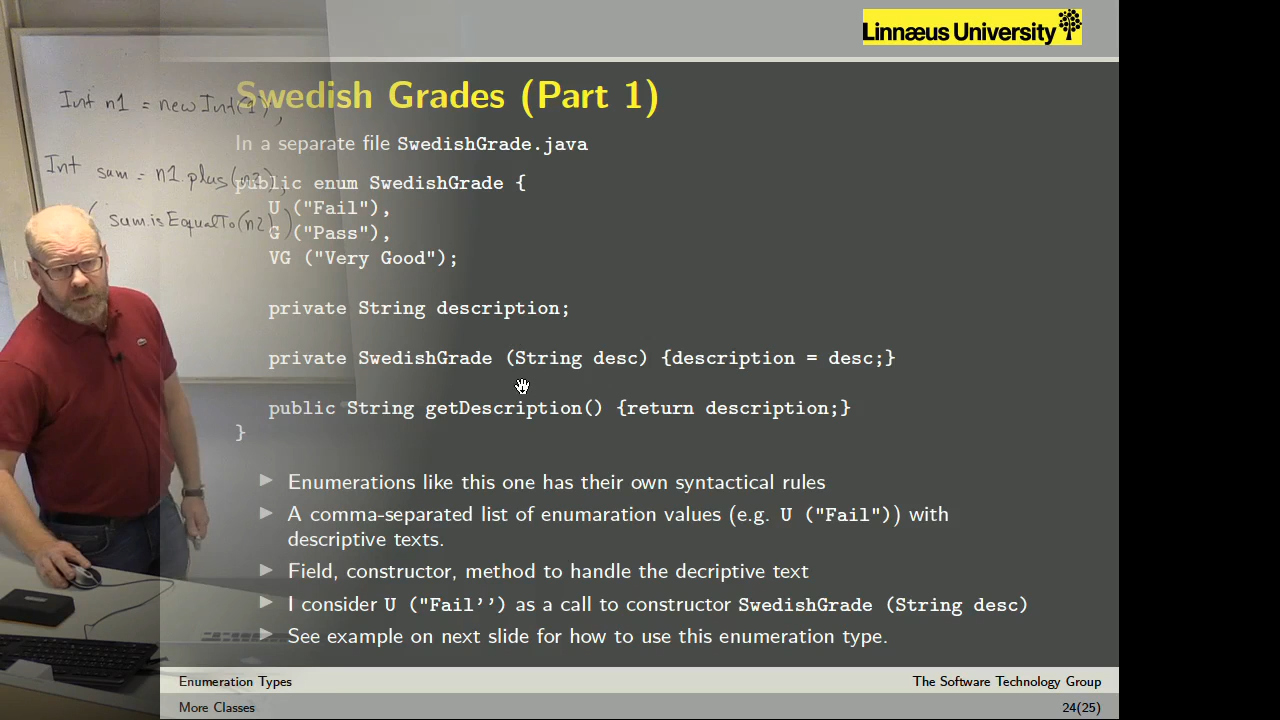 Linnæus University
Swedish Grades (Part 1)
In a separate file SwedishGrade.java
public enum SwedishGrade {
U ("Fail"),
G ("Pass"),
VG ("Very Good");
private String description;
private SwedishGrade (String desc) {description = desc;}
public String getDescription() {return description;}
}
▶ Enumerations like this one has their own syntactical rules
▶ A comma-separated list of enumaration values (e.g. U ("Fail")) with
descriptive texts.
▶ Field, constructor, method to handle the decriptive text
▶ I consider U ("Fail'') as a call to constructor SwedishGrade (String desc)
▶ See example on next slide for how to use this enumeration type.
Enumeration Types
The Software Technology Group
More Classes
24(25)
Int n1 = new Int(1);
Int sum = n1.plus(n2);
( sum.isEqualTo(n2) )